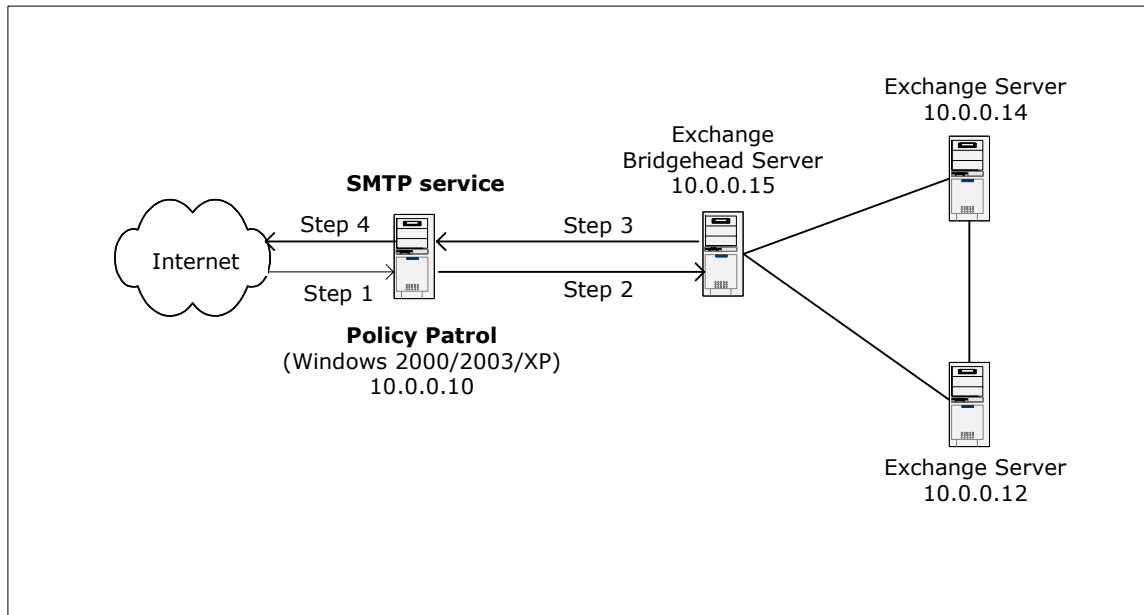 Exchange Server
10.0.0.14
Exchange
Bridgehead Server
10.0.0.15
SMTP service
Step 4
Step 3
Internet
Step 1
Step 2
Policy Patrol
(Windows 2000/2003/XP)
10.0.0.10
Exchange Server
10.0.0.12